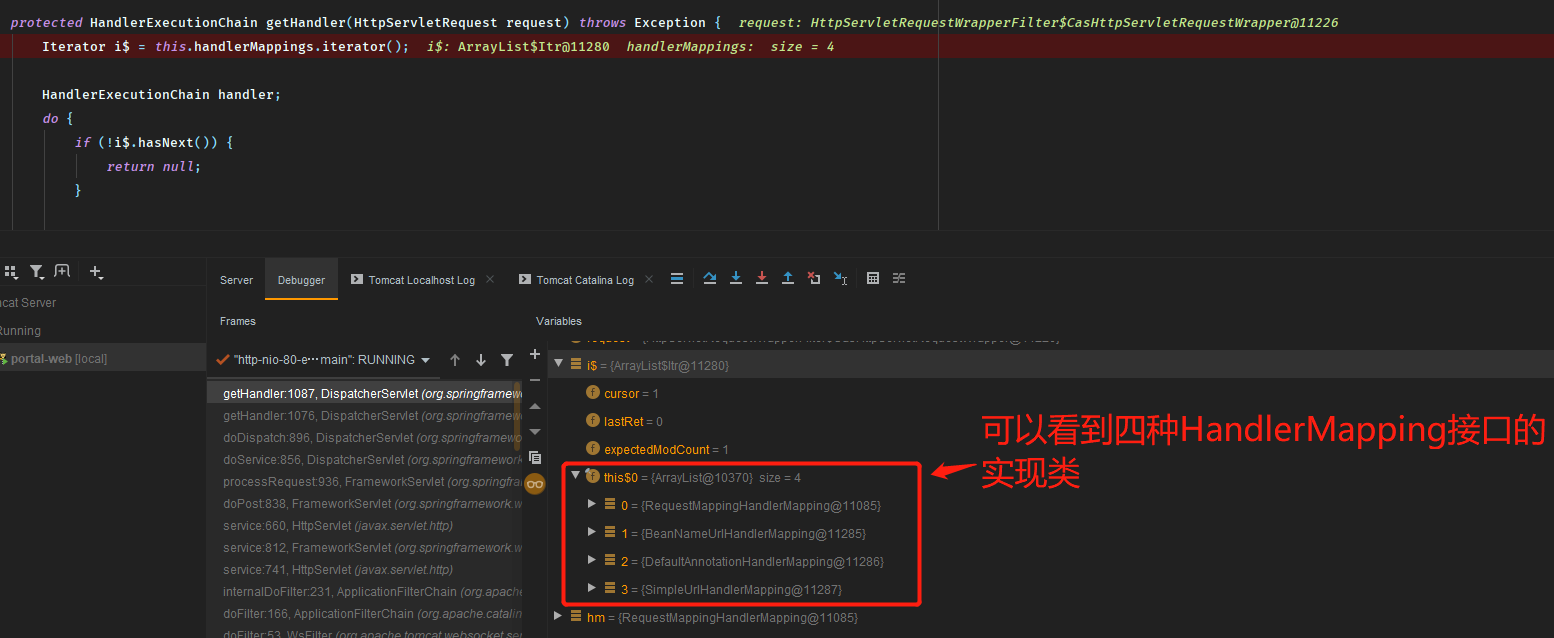 protected HandlerExecutionChain getHandler(HttpServletRequest request) throws Exception {  request: HttpServletRequestWrapperFilter$CasHttpServletRequestWrapper@11226
Iterator i$ = this.handlerMappings.iterator();  i$: ArrayList$Itr@11280  handlerMappings:  size = 4
HandlerExecutionChain handler;
do {
if (!i$.hasNext()) {
return null;
}
Server
Debugger
Tomcat Localhost Log
Tomcat Catalina Log
cat Server
Running
portal-web [local]
Frames
"http-nio-80-e···main": RUNNING
getHandler:1087, DispatcherServlet (org.springframew
getHandler:1076, DispatcherServlet (org.springframew
doDispatch:896, DispatcherServlet (org.springframewo
doService:856, DispatcherServlet (org.springframewo
processRequest:936, FrameworkServlet (org.springfra
doPost:838, FrameworkServlet (org.springframework.w
service:660, HttpServlet (javax.servlet.http)
service:812, FrameworkServlet (org.springframework.w
service:741, HttpServlet (javax.servlet.http)
internalDoFilter:231, ApplicationFilterChain (org.apache
doFilter:166, ApplicationFilterChain (org.apache.catalin
doFilter:53, WsFilter (org.apache.tomcat.websocket.ser
Variables
i$ = {ArrayList$Itr@11280}
cursor = 1
lastRet = 0
expectedModCount = 1
this$0 = {ArrayList@10370}  size = 4
0 = {RequestMappingHandlerMapping@11085}
1 = {BeanNameUrlHandlerMapping@11285}
2 = {DefaultAnnotationHandlerMapping@11286}
3 = {SimpleUrlHandlerMapping@11287}
hm = {RequestMappingHandlerMapping@11085}
可以看到四种HandlerMapping接口的
实现类